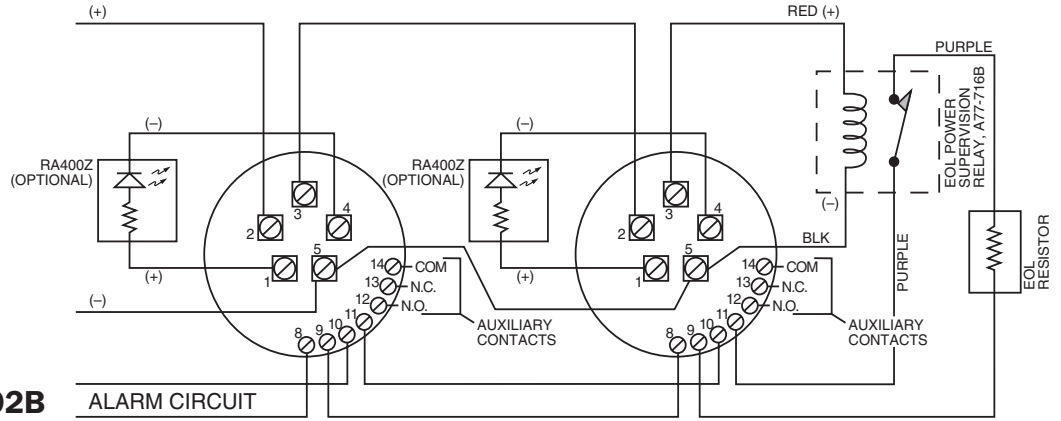 (+)
RED (+)
PURPLE
(–)
(–)
RA400Z
(OPTIONAL)
RA400Z
(OPTIONAL)
EOL POWER
SUPERVISION
RELAY, A77-716B
3
4
2
3
4
2
(–)
BLK
PURPLE
EOL
RESISTOR
5
1
5
1
(+)
(+)
14
COM
13
N.C.
12
N.O.
11
10
9
8
14
COM
13
N.C.
12
N.O.
11
10
9
8
(–)
AUXILIARY
CONTACTS
AUXILIARY
CONTACTS
02B
ALARM CIRCUIT